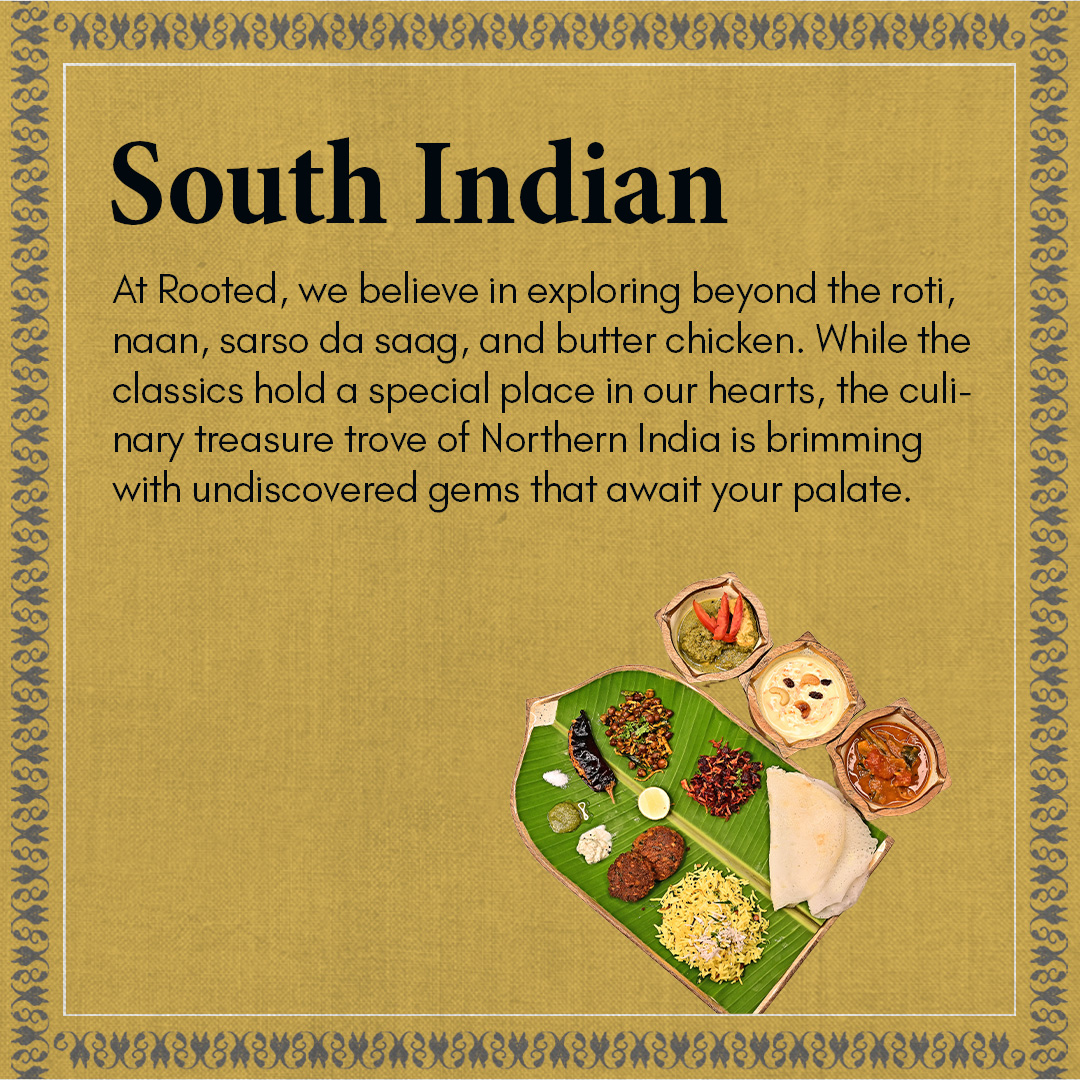 South Indian
At Rooted, we believe in exploring beyond the roti,
naan, sarso da saag, and butter chicken. While the
classics hold a special place in our hearts, the culi-
nary treasure trove of Northern India is brimming
with undiscovered gems that await your palate.